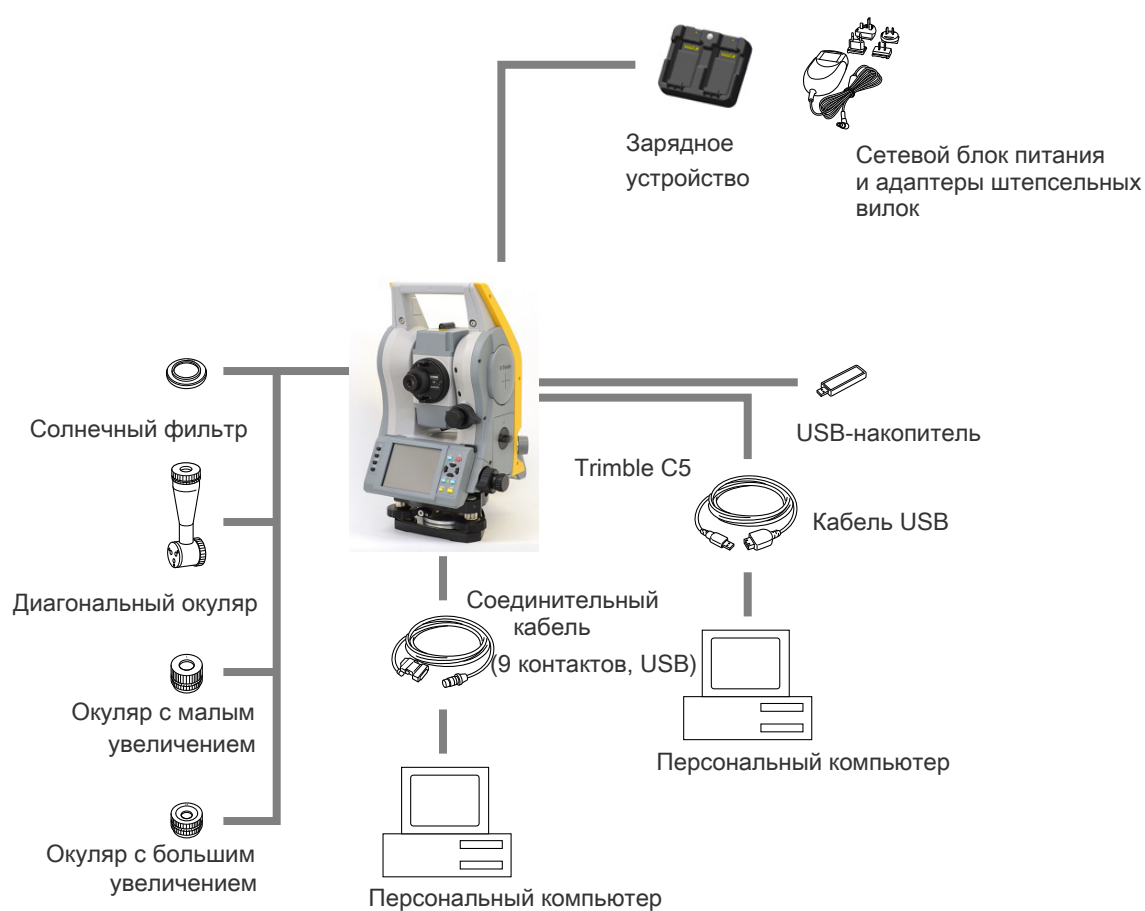 Зарядное
устройство
Сетевой блок питания
и адаптеры штепсельных
вилок
Солнечный фильтр
USB-накопитель
Trimble C5
Кабель USB
Диагональный окуляр
Соединительный
кабель
(9 контактов, USB)
Окуляр с малым
увеличением
Персональный компьютер
Окуляр с большим
увеличением
Персональный компьютер